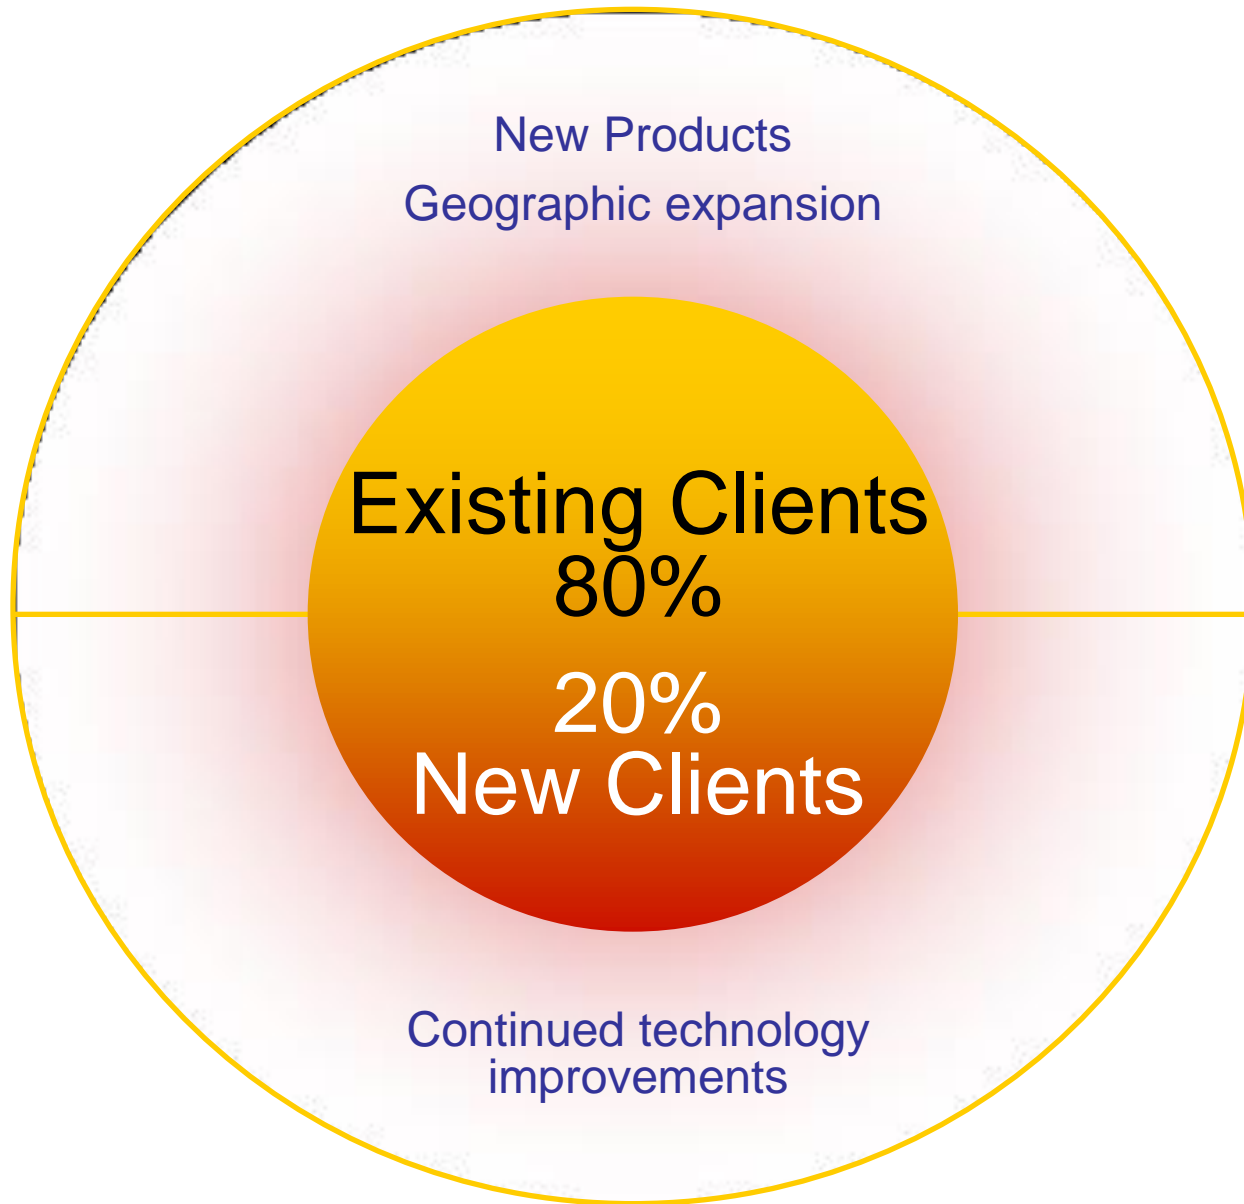 New Products
Geographic expansion
Existing Clients
80%
20%
New Clients
Continued technology
improvements